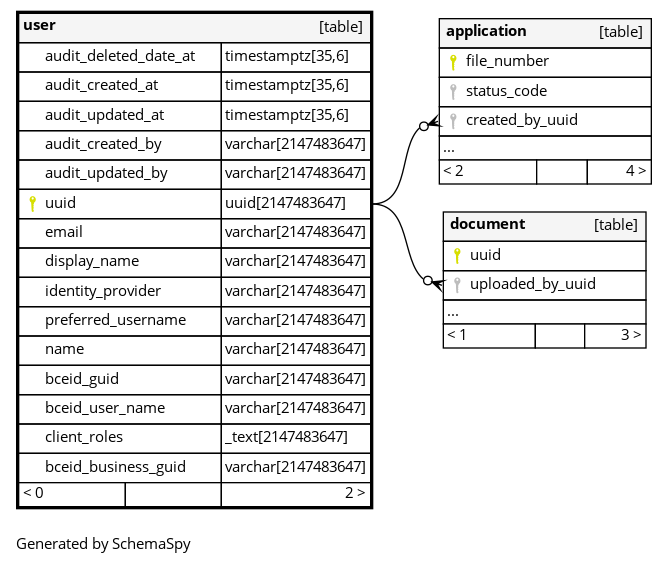 user [table]
audit_deleted_date_at timestamptz[35,6]
audit_created_at timestamptz[35,6]
audit_updated_at timestamptz[35,6]
audit_created_by varchar[2147483647]
audit_updated_by varchar[2147483647]
uuid uuid[2147483647]
email varchar[2147483647]
display_name varchar[2147483647]
identity_provider varchar[2147483647]
preferred_username varchar[2147483647]
name varchar[2147483647]
bceid_guid varchar[2147483647]
bceid_user_name varchar[2147483647]
client_roles _text[2147483647]
bceid_business_guid varchar[2147483647]
< 0 2 >
application [table]
file_number
status_code
created_by_uuid
...
< 2 4 >
document [table]
uuid
uploaded_by_uuid
...
< 1 3 >
Generated by SchemaSpy